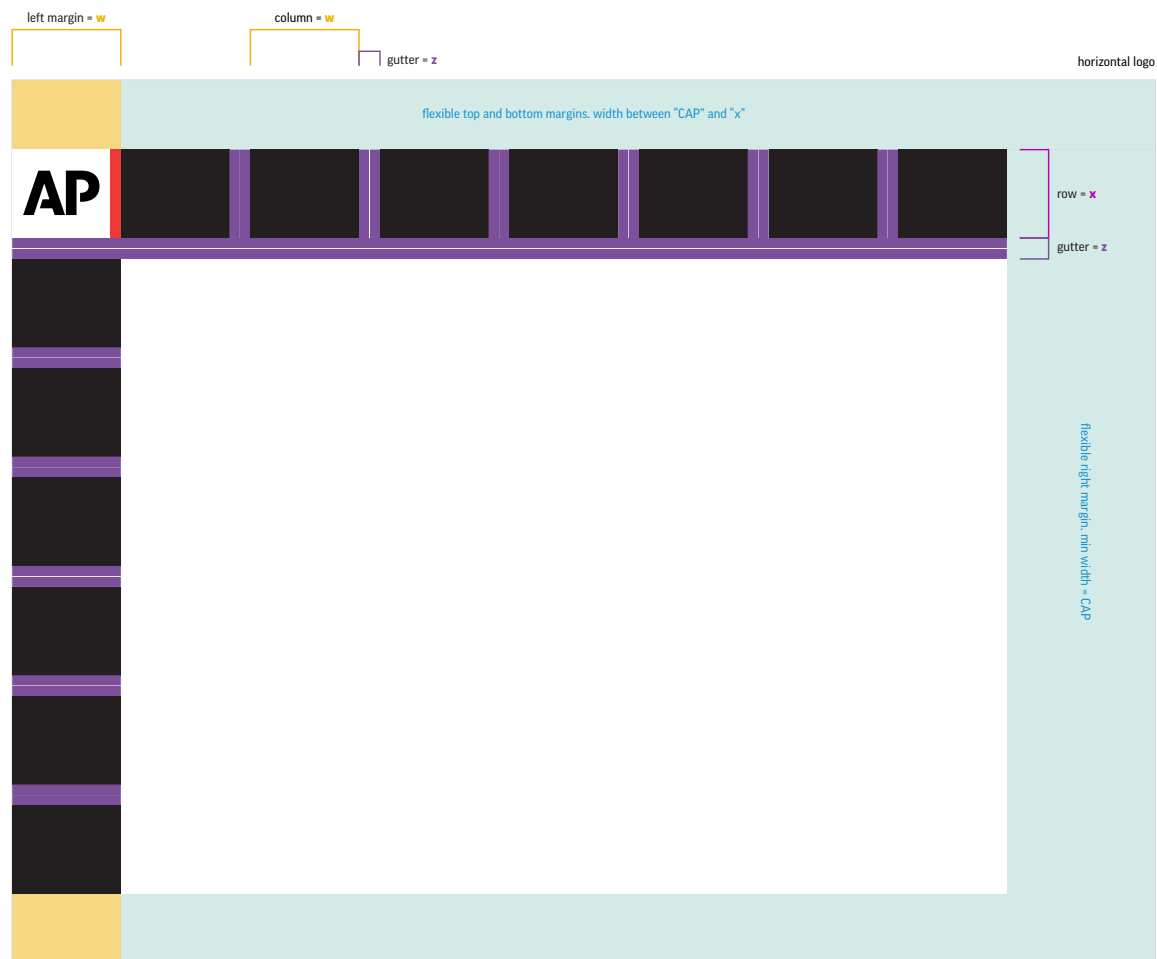 left margin = w
column = w
gutter = z
horizontal logo
flexible top and bottom margins. width between “CAP” and “x”
AP
row = x
gutter = z
flexible right margin. min width = CAP